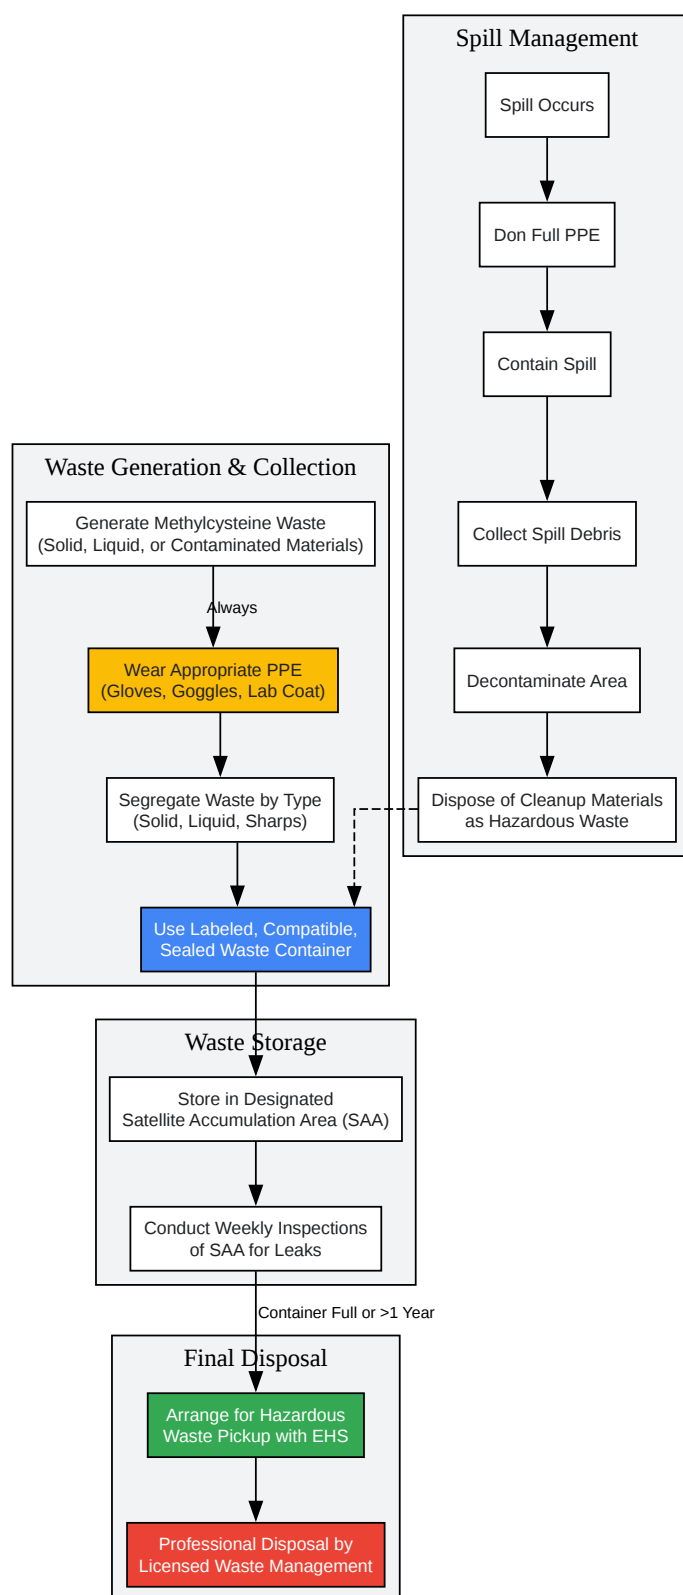 Spill Management
Spill Occurs
Don Full PPE
Contain Spill
Collect Spill Debris
Decontaminate Area
Dispose of Cleanup Materials
as Hazardous Waste
Waste Generation & Collection
Generate Methylcysteine Waste
(Solid, Liquid, or Contaminated Materials)
Always
Wear Appropriate PPE
(Gloves, Goggles, Lab Coat)
Segregate Waste by Type
(Solid, Liquid, Sharps)
Use Labeled, Compatible,
Sealed Waste Container
Waste Storage
Store in Designated
Satellite Accumulation Area (SAA)
Conduct Weekly Inspections
of SAA for Leaks
Container Full or >1 Year
Final Disposal
Arrange for Hazardous
Waste Pickup with EHS
Professional Disposal by
Licensed Waste Management